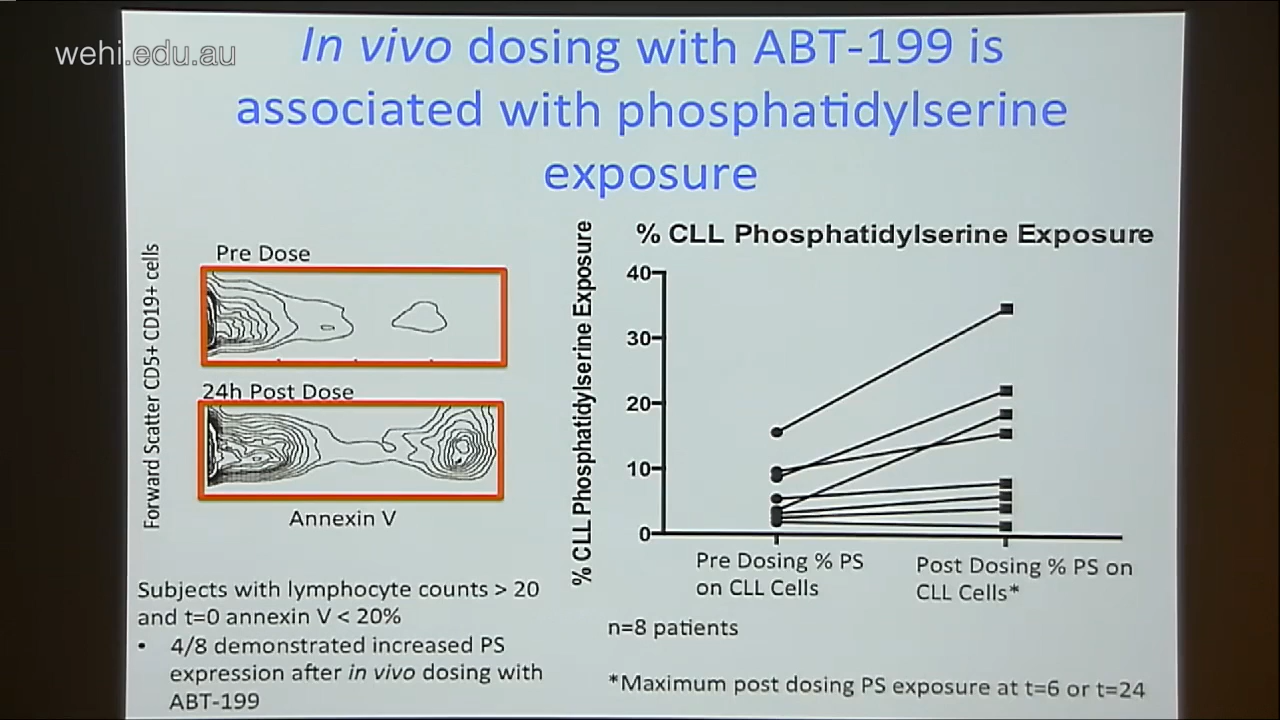 wehi.edu.au
In vivo dosing with ABT-199 is
associated with phosphatidylserine
exposure
Forward Scatter CD5+ CD19+ cells
Pre Dose
24h Post Dose
Annexin V
Subjects with lymphocyte counts > 20
and t=0 annexin V < 20%
• 4/8 demonstrated increased PS
expression after in vivo dosing with
ABT-199
% CLL Phosphatidylserine Exposure
% CLL Phosphatidylserine Exposure
40
30
20
10
0
Pre Dosing % PS
on CLL Cells
Post Dosing % PS on
CLL Cells*
n=8 patients
*Maximum post dosing PS exposure at t=6 or t=24